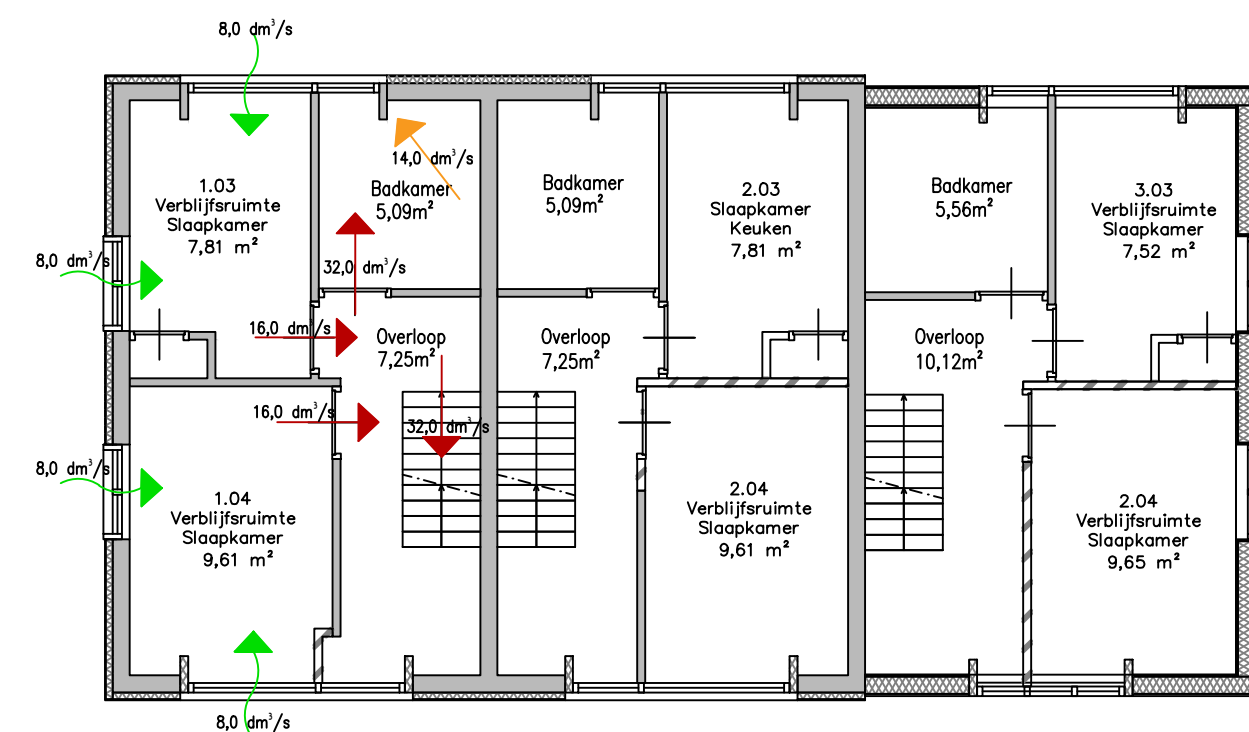 8,0 dm³/s
14,0 dm³/s
1.03
Verblijfsruimte
Slaapkamer
7,81 m²
Badkamer
5,09m²
Badkamer
5,09m²
2.03
Slaapkamer
Keuken
7,81 m²
Badkamer
5,56m²
3.03
Verblijfsruimte
Slaapkamer
7,52 m²
8,0 dm³/s
32,0 dm³/s
16,0 dm³/s
Overloop
7,25m²
Overloop
7,25m²
Overloop
10,12m²
16,0 dm³/s
32,0 dm³/s
8,0 dm³/s
1.04
Verblijfsruimte
Slaapkamer
9,61 m²
2.04
Verblijfsruimte
Slaapkamer
9,61 m²
2.04
Verblijfsruimte
Slaapkamer
9,65 m²
8,0 dm³/s